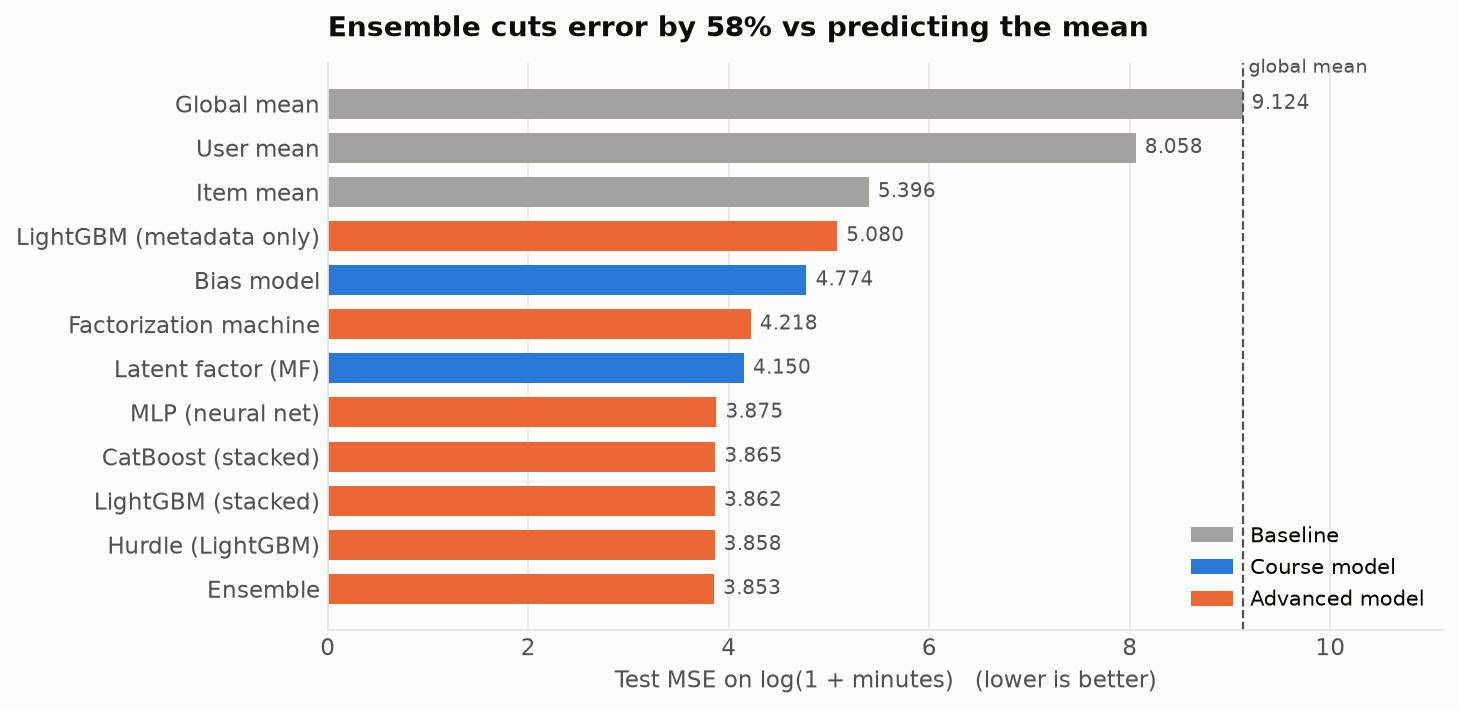 Ensemble cuts error by 58% vs predicting the mean
global mean
Global mean 9.124
User mean 8.058
Item mean 5.396
LightGBM (metadata only) 5.080
Bias model 4.774
Factorization machine 4.218
Latent factor (MF) 4.150
MLP (neural net) 3.875
CatBoost (stacked) 3.865
LightGBM (stacked) 3.862
Hurdle (LightGBM) 3.858
Ensemble 3.853
Baseline
Course model
Advanced model
0 2 4 6 8 10
Test MSE on log(1 + minutes) (lower is better)